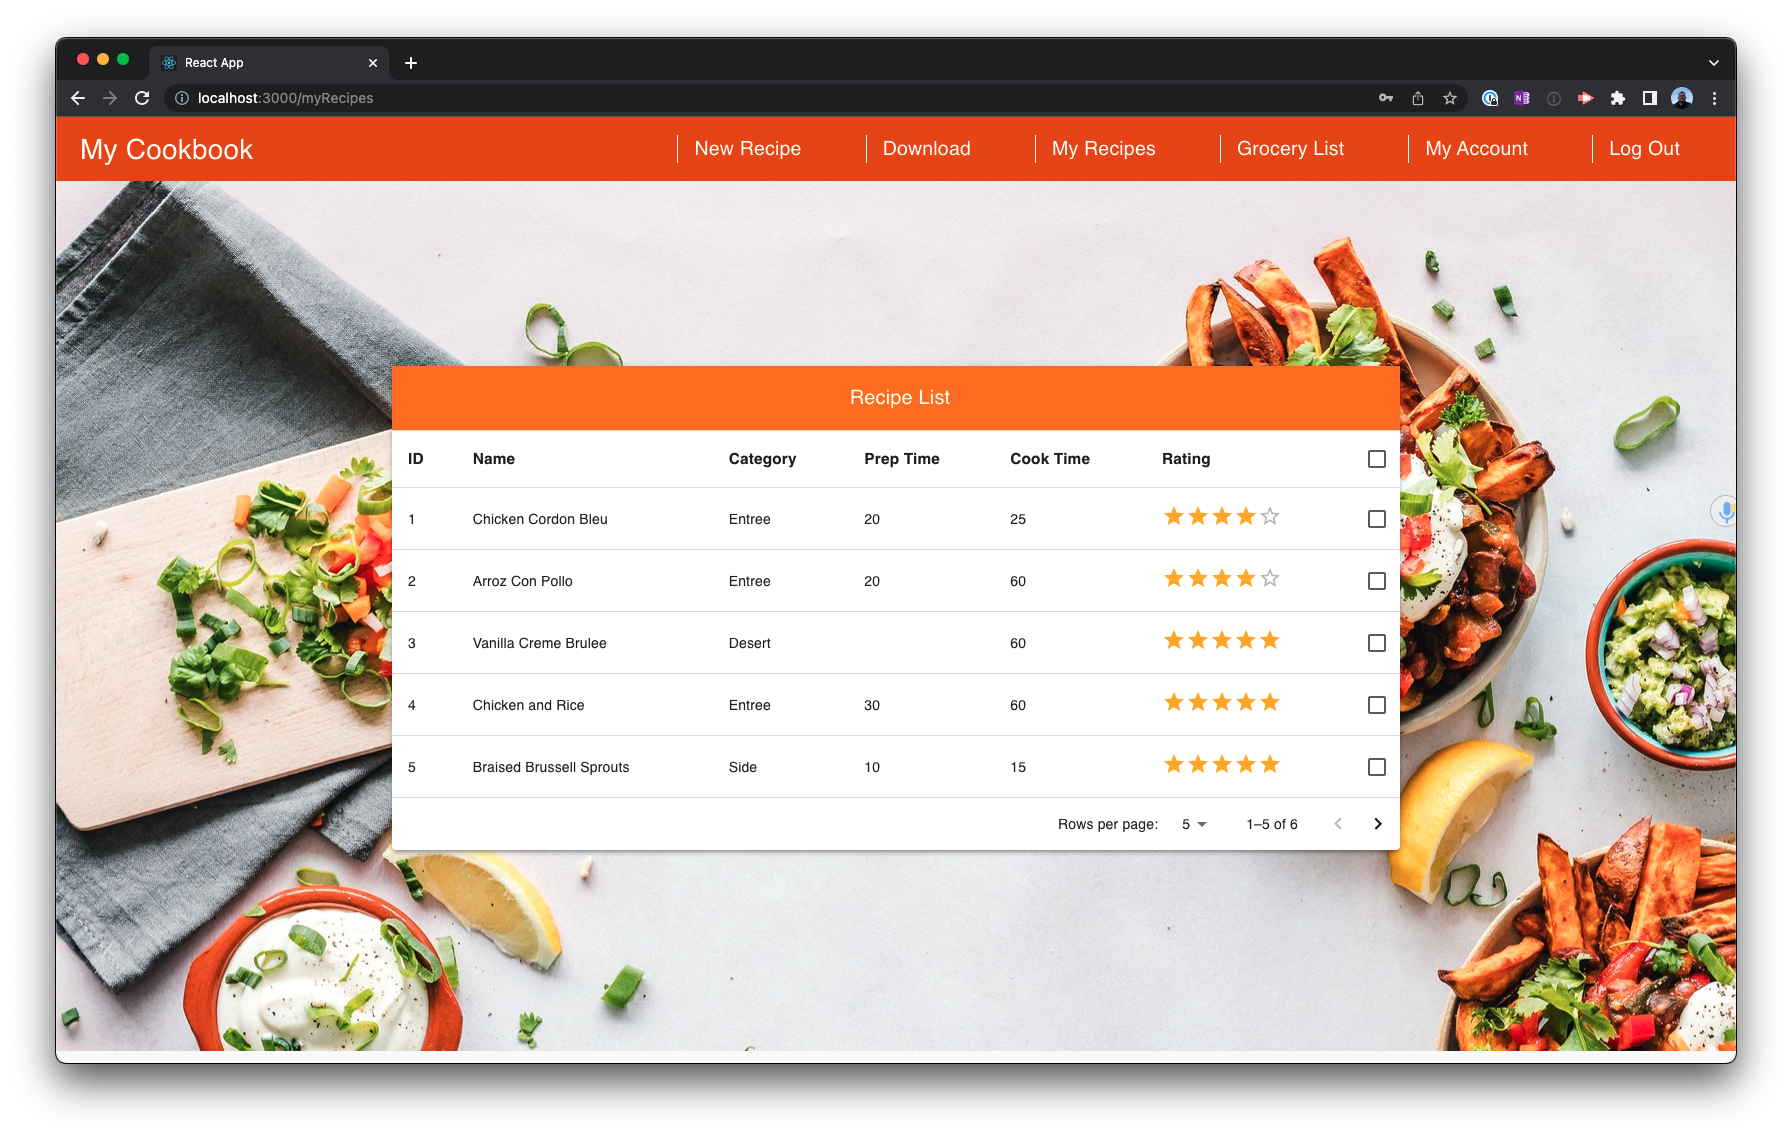 React App
localhost:3000/myRecipes
My Cookbook
New Recipe Download My Recipes Grocery List My Account Log Out
Recipe List
ID Name Category Prep Time Cook Time Rating
1 Chicken Cordon Bleu Entree 20 25
2 Arroz Con Pollo Entree 20 60
3 Vanilla Creme Brulee Desert 60
4 Chicken and Rice Entree 30 60
5 Braised Brussell Sprouts Side 10 15
Rows per page: 5 1–5 of 6